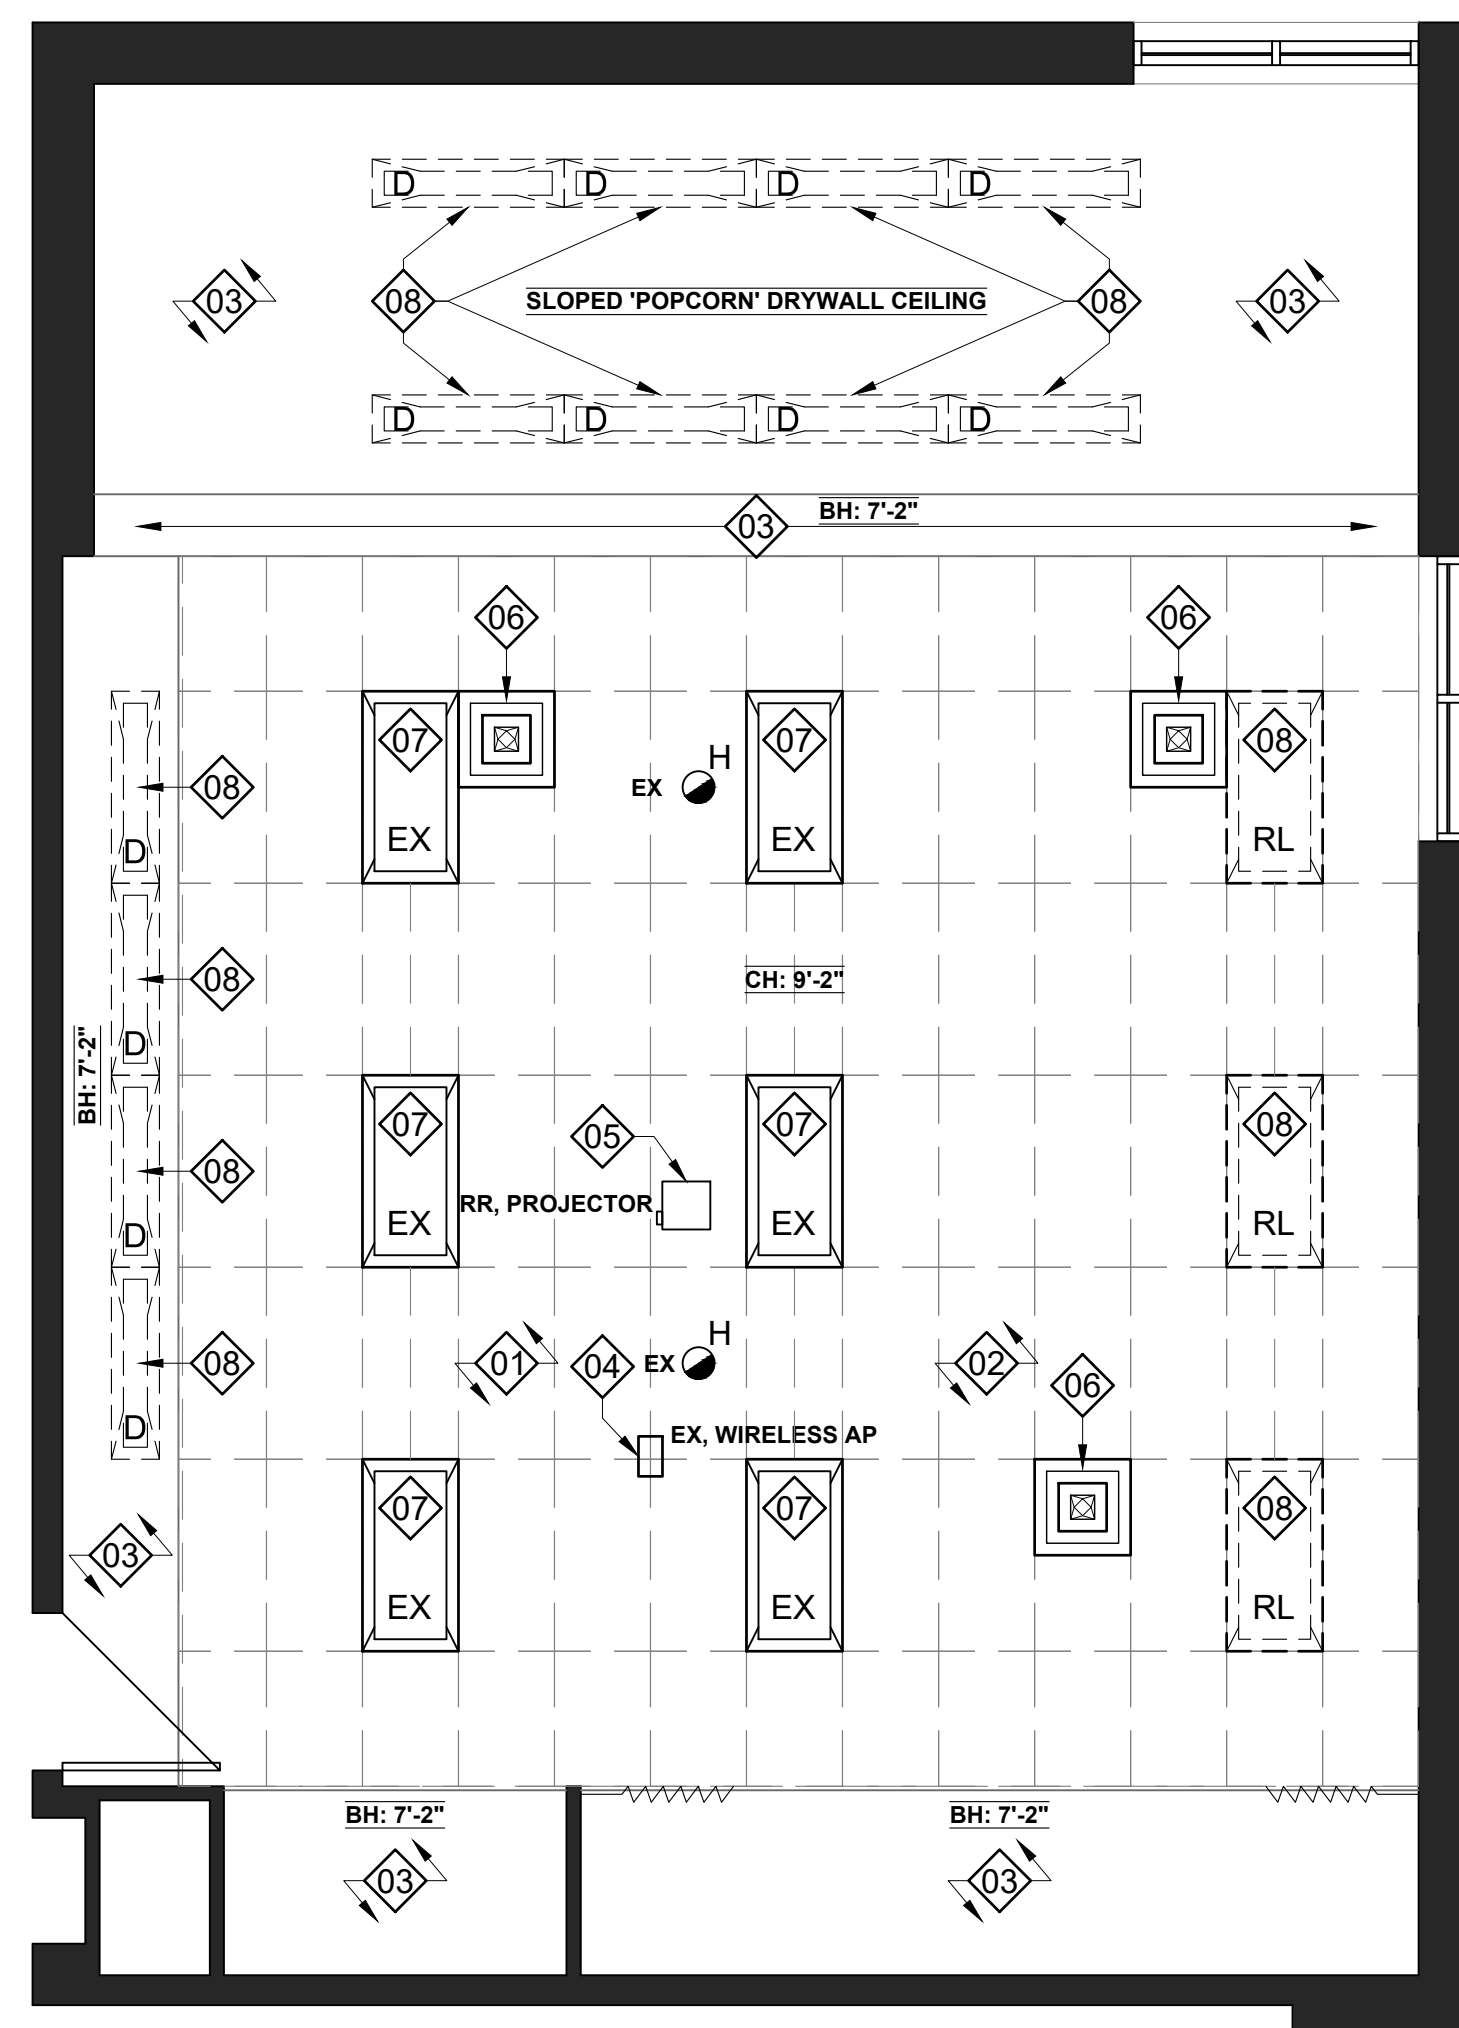 D D D D
03 08 SLOPED 'POPCORN' DRYWALL CEILING 08 03
D D D D
03 BH: 7'-2"
06 06
07 07 08
H
08 EX
EX EX RL
D
08 CH: 9'-2"
D
BH: 7'-2"
07 05 07 08
08
RR, PROJECTOR
EX EX RL
D
H
08 01 04 EX 02
06
D EX, WIRELESS AP
07 07 08
03
EX EX RL
BH: 7'-2" BH: 7'-2"
03 03